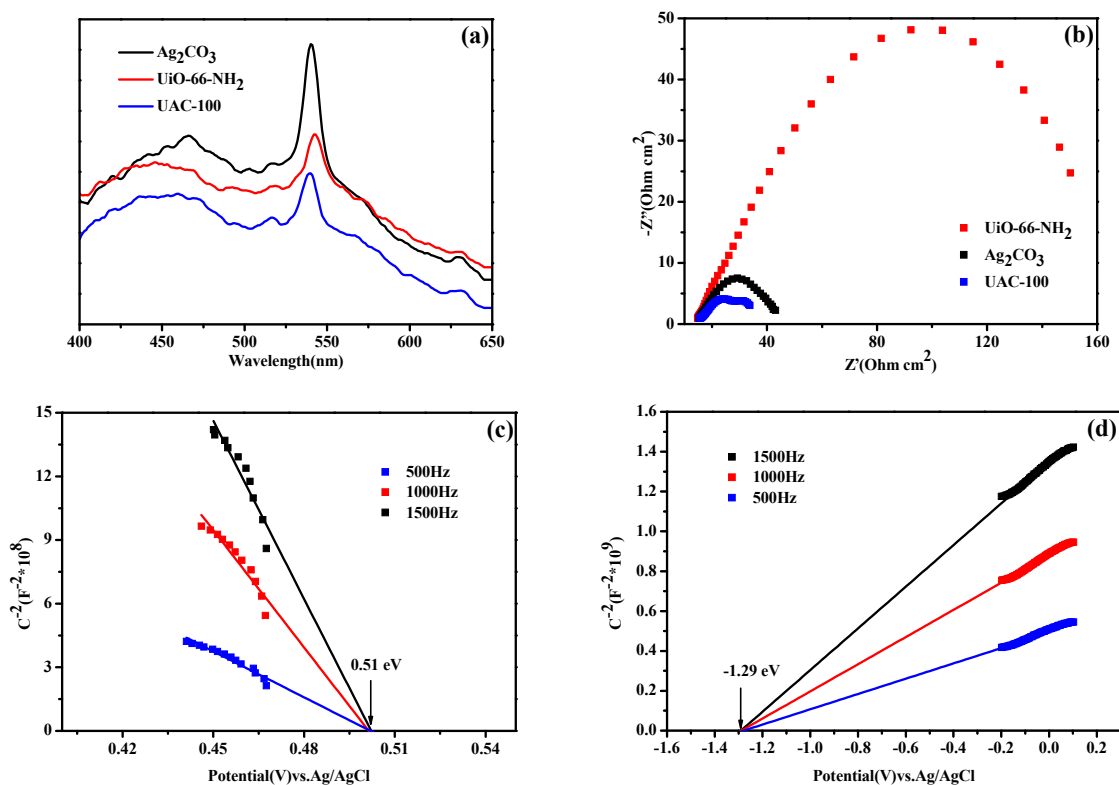 (a)
Ag2CO3
UiO-66-NH2
UAC-100
400 450 500 550 600 650
Wavelength(nm)
(b)
50
40
30
20
10
0
-Z''(Ohm cm2)
UiO-66-NH2
Ag2CO3
UAC-100
40 80 120 160
Z'(Ohm cm2)
(c)
15
12
9
6
3
0
C-2(F-2*108)
500Hz
1000Hz
1500Hz
0.51 eV
0.42 0.45 0.48 0.51 0.54
Potential(V)vs.Ag/AgCl
(d)
1.6
1.4
1.2
1.0
0.8
0.6
0.4
0.2
0.0
C-2(F-2*109)
1500Hz
1000Hz
500Hz
-1.29 eV
-1.6 -1.4 -1.2 -1.0 -0.8 -0.6 -0.4 -0.2 0.0 0.2
Potential(V)vs.Ag/AgCl